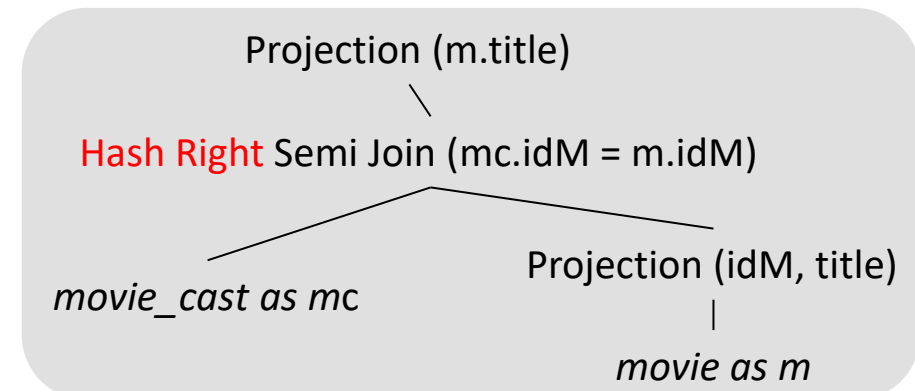 Projection (m.title)
Hash Right Semi Join (mc.idM = m.idM)
movie_cast as mc
Projection (idM, title)
movie as m